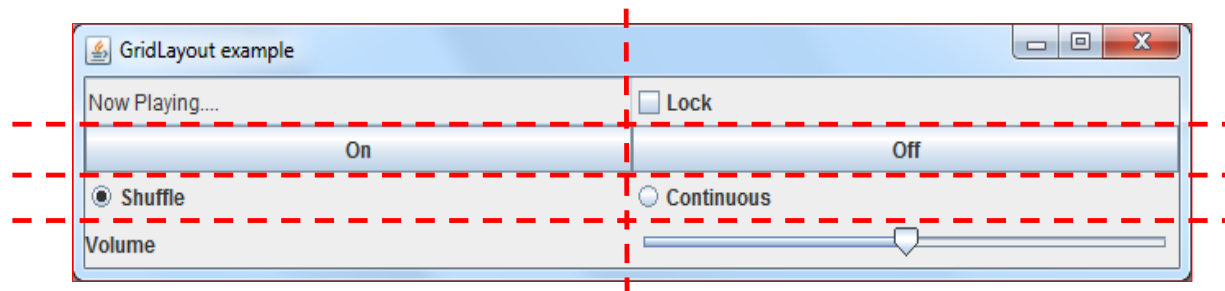 GridLayout example
Now Playing.... Lock
On Off
Shuffle Continuous
Volume